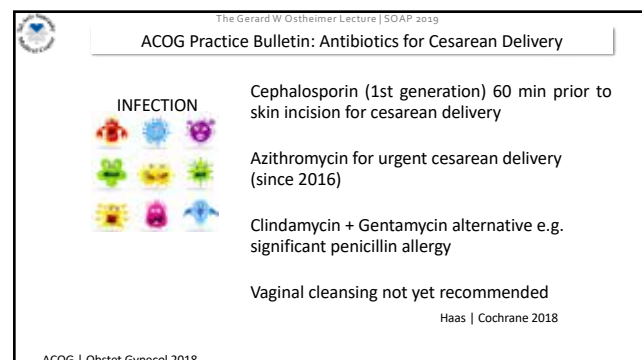 The Gerard W Ostheimer Lecture | SOAP 2019
ACOG Practice Bulletin: Antibiotics for Cesarean Delivery
INFECTION
Cephalosporin (1st generation) 60 min prior to
skin incision for cesarean delivery
Azithromycin for urgent cesarean delivery
(since 2016)
Clindamycin + Gentamycin alternative e.g.
significant penicillin allergy
Vaginal cleansing not yet recommended
Haas | Cochrane 2018
ACOG | Obstet Gynecol 2018